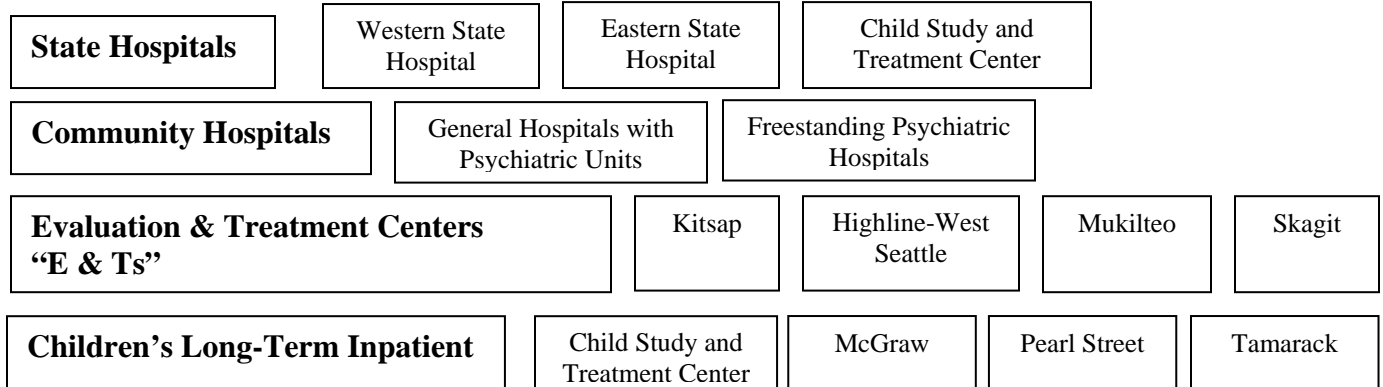 State Hospitals
Western State
Hospital
Eastern State
Hospital
Child Study and
Treatment Center
Community Hospitals
General Hospitals with
Psychiatric Units
Freestanding Psychiatric
Hospitals
Evaluation & Treatment Centers
“E & Ts”
Kitsap
Highline-West
Seattle
Mukilteo
Skagit
Children’s Long-Term Inpatient
Child Study and
Treatment Center
McGraw
Pearl Street
Tamarack